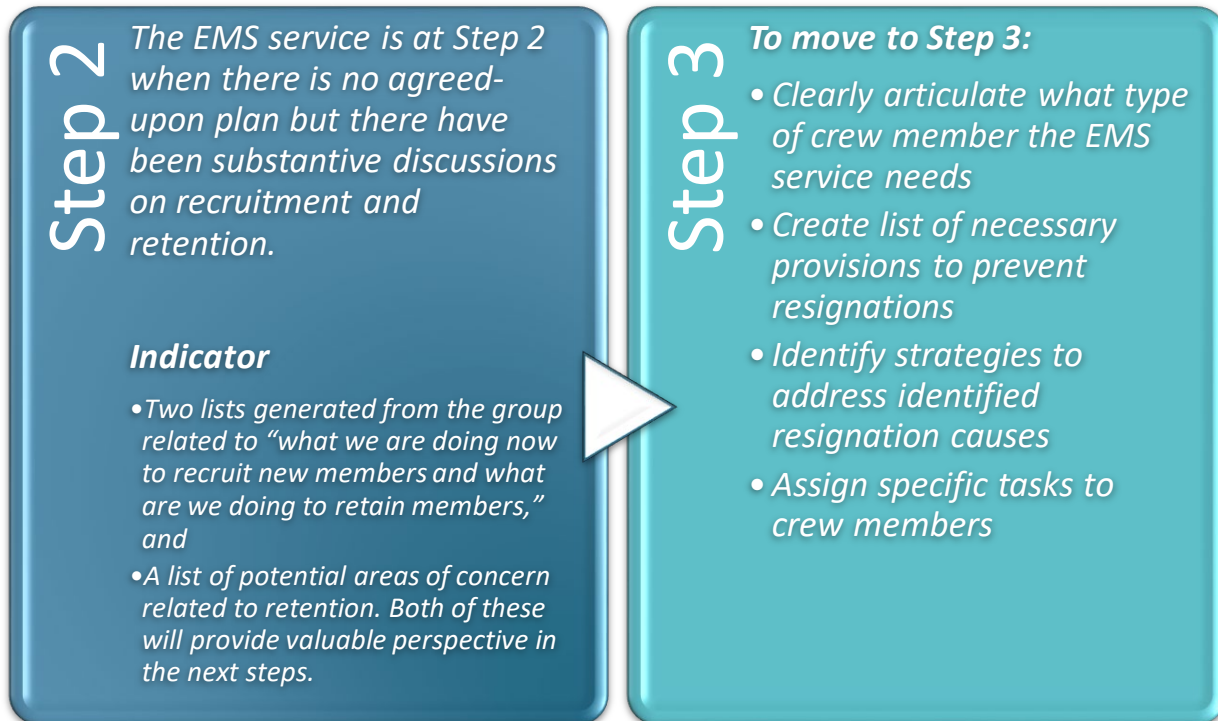 Step 2
The EMS service is at Step 2
when there is no agreed-
upon plan but there have
been substantive discussions
on recruitment and
retention.
Indicator
•Two lists generated from the group
related to “what we are doing now
to recruit new members and what
are we doing to retain members,”
and
•A list of potential areas of concern
related to retention. Both of these
will provide valuable perspective in
the next steps.
Step 3
To move to Step 3:
• Clearly articulate what type
of crew member the EMS
service needs
• Create list of necessary
provisions to prevent
resignations
• Identify strategies to
address identified
resignation causes
• Assign specific tasks to
crew members